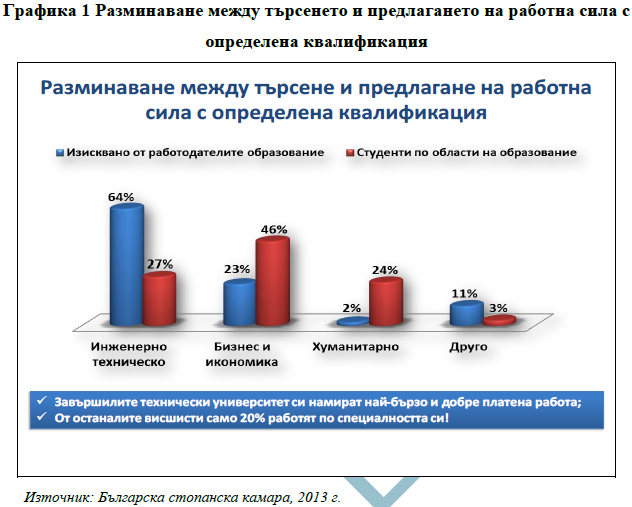 Графика 1 Разминаване между търсенето и предлагането на работна сила с
определена квалификация
Разминаване между търсене и предлагане на работна
сила с определена квалификация
Изисквано от работодателите образование
Студенти по области на образование
64%
27%
23%
46%
2%
24%
11%
3%
Инженерно
техническо
Бизнес и
икономика
Хуманитарно
Друго
✓ Завършилите технически университет си намират най-бързо и добре платена работа;
✓ От останалите висшисти само 20% работят по специалността си!
Източник: Българска стопанска камара, 2013 г.